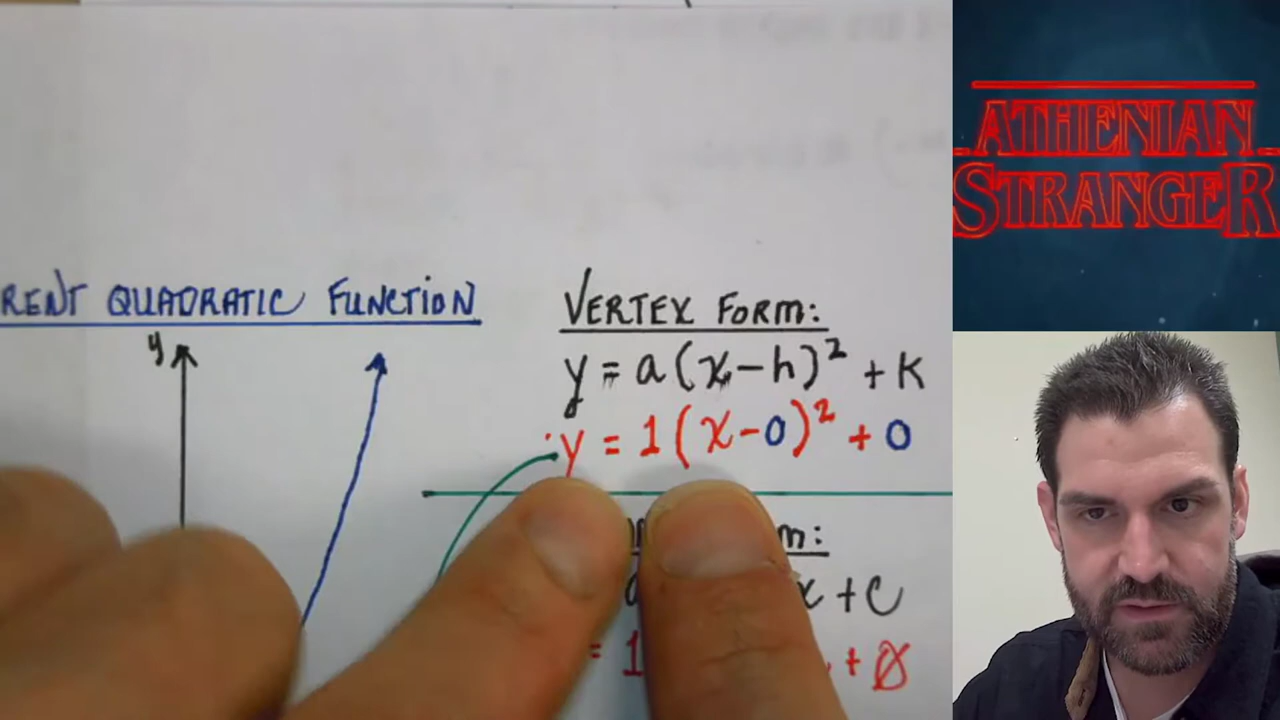 RENT QUADRATIC FUNCTION
y
VERTEX FORM:
y = a(x-h)² + K
y = 1(x-0)² + 0
m:
x + C
= 1 + 0
ATHENIAN
STRANGER